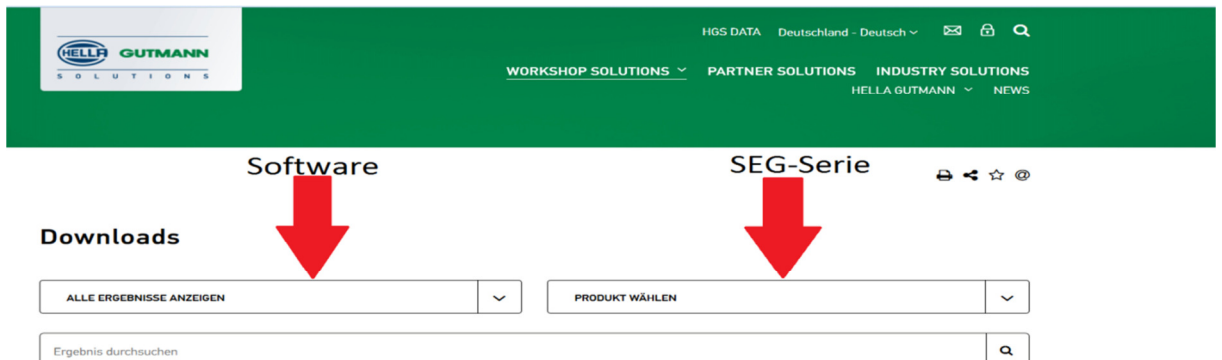 HGS DATA Deutschland - Deutsch
HELLA GUTMANN
SOLUTIONS
WORKSHOP SOLUTIONS PARTNER SOLUTIONS INDUSTRY SOLUTIONS
HELLA GUTMANN NEWS
Software SEG-Serie
@
Downloads
ALLE ERGEBNISSE ANZEIGEN PRODUKT WÄHLEN
Ergebnis durchsuchen